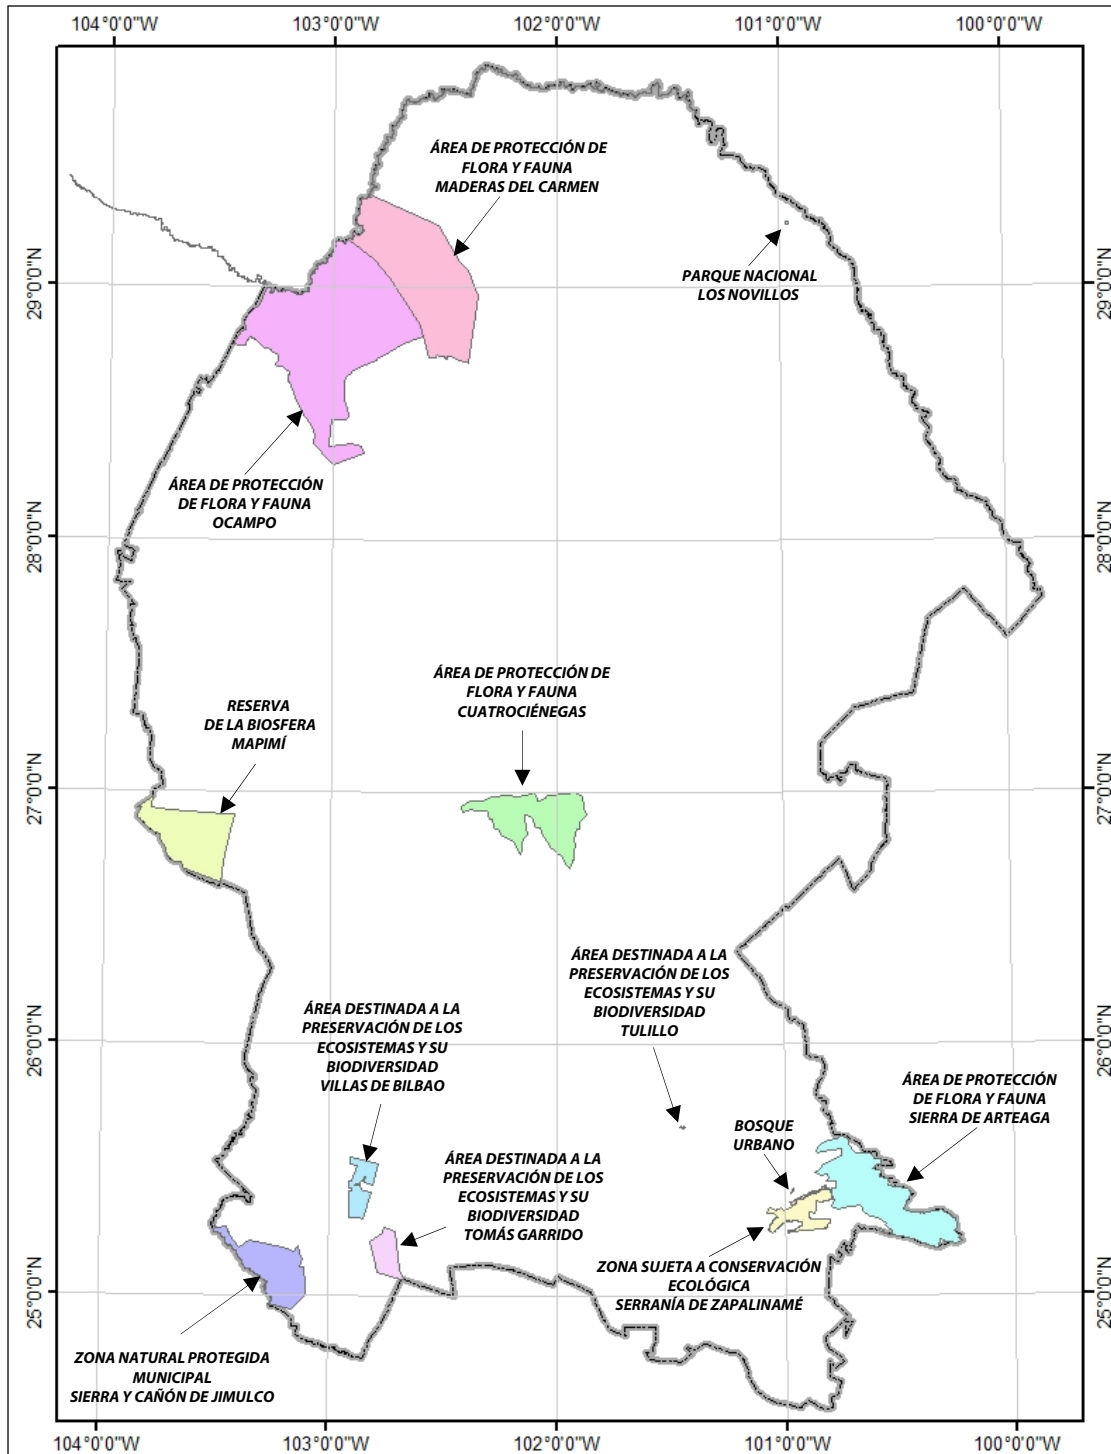 104°0'0"W
103°0'0"W
102°0'0"W
101°0'0"W
100°0'0"W
ÁREA DE PROTECCIÓN DE
FLORA Y FAUNA
MADERAS DEL CARMEN
PARQUE NACIONAL
LOS NOVILLOS
29°0'0"N
29°0'0"N
ÁREA DE PROTECCIÓN
DE FLORA Y FAUNA
OCAMPO
28°0'0"N
28°0'0"N
ÁREA DE PROTECCIÓN DE
FLORA Y FAUNA
CUATROCIÉNEGAS
RESERVA
DE LA BIOSFERA
MAPIMÍ
27°0'0"N
27°0'0"N
ÁREA DESTINADA A LA
PRESERVACIÓN DE LOS
ECOSISTEMAS Y SU
BIODIVERSIDAD
TULILLO
ÁREA DESTINADA A LA
PRESERVACIÓN DE LOS
ECOSISTEMAS Y SU
BIODIVERSIDAD
VILLAS DE BILBAO
26°0'0"N
26°0'0"N
ÁREA DE PROTECCIÓN
DE FLORA Y FAUNA
SIERRA DE ARTEAGA
BOSQUE
URBANO
ÁREA DESTINADA A LA
PRESERVACIÓN DE LOS
ECOSISTEMAS Y SU
BIODIVERSIDAD
TOMÁS GARRIDO
ZONA SUJETA A CONSERVACIÓN
ECOLÓGICA
SERRANÍA DE ZAPALINAMÉ
25°0'0"N
25°0'0"N
ZONA NATURAL PROTEGIDA
MUNICIPAL
SIERRA Y CAÑÓN DE JIMULCO
104°0'0"W
103°0'0"W
102°0'0"W
101°0'0"W
100°0'0"W